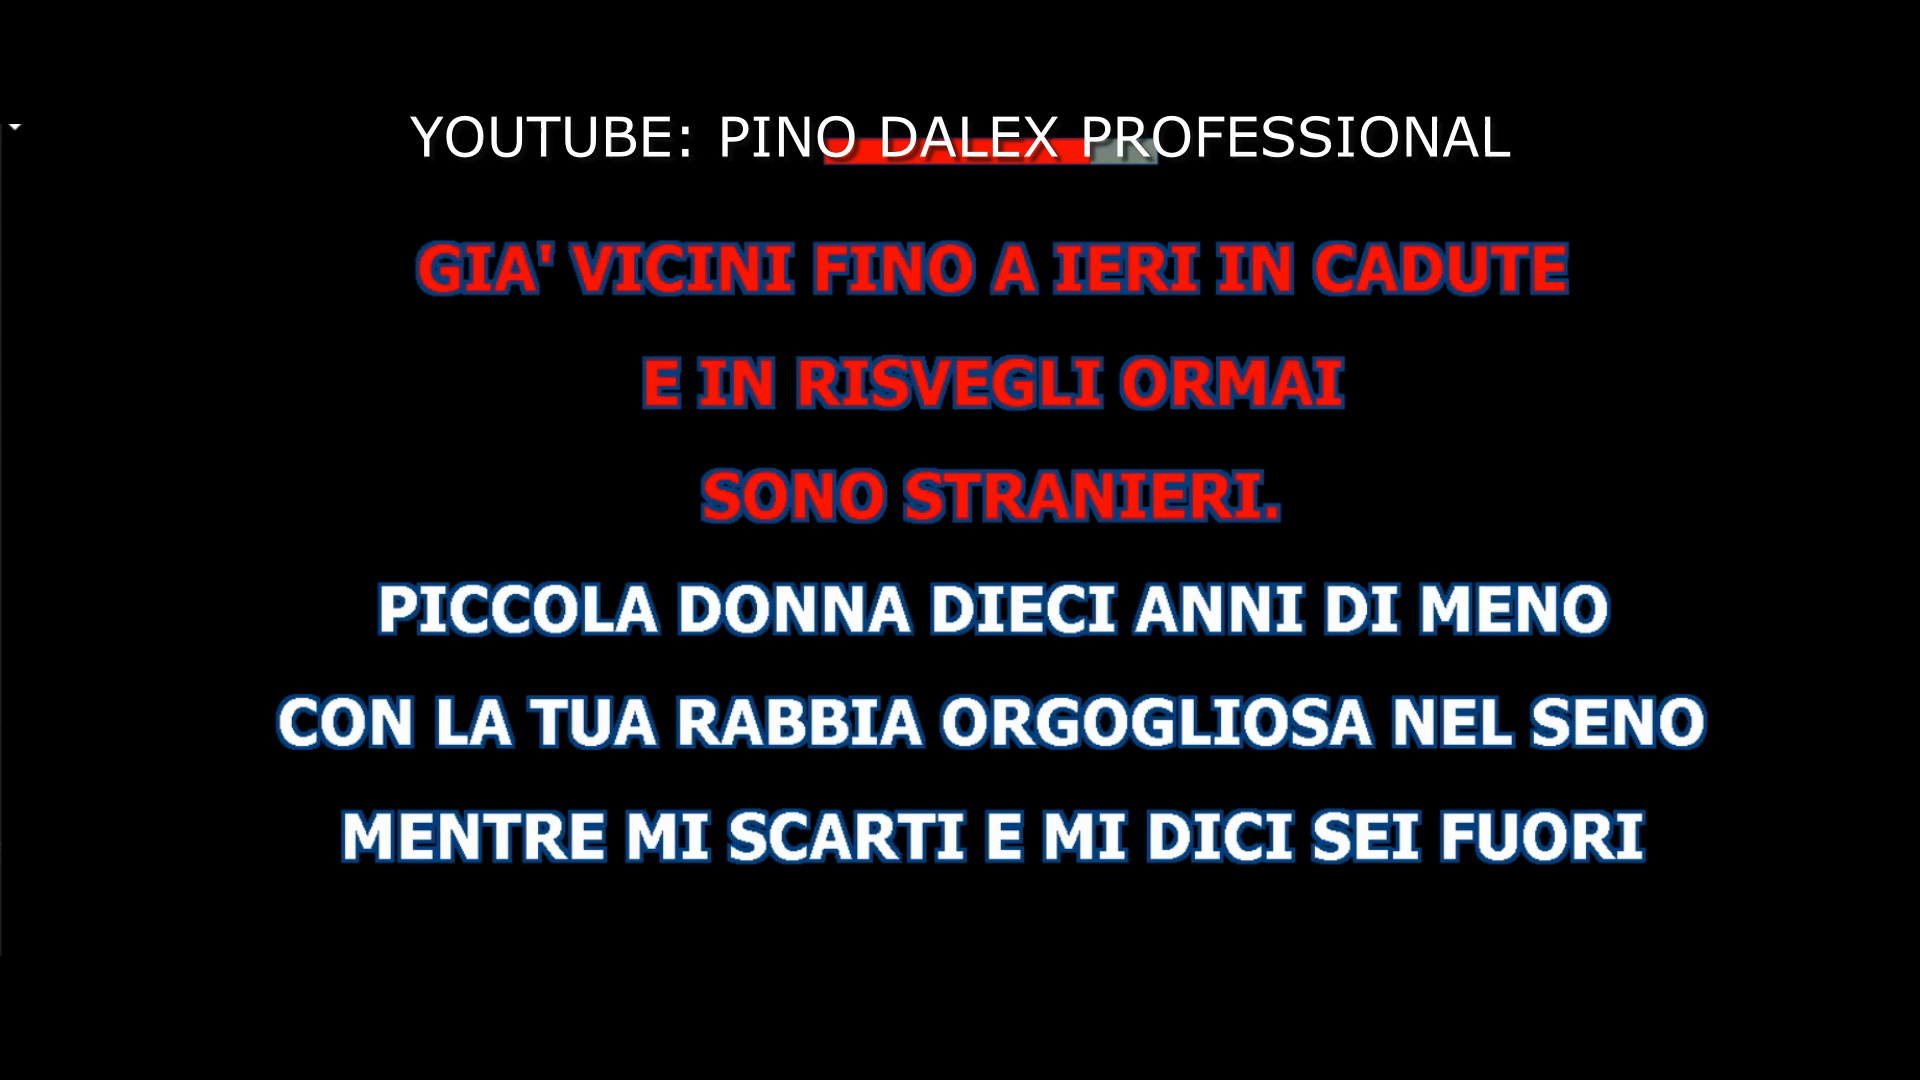 YOUTUBE: PINO DALEX PROFESSIONAL
GIA' VICINI FINO A IERI IN CADUTE
E IN RISVEGLI ORMAI
SONO STRANIERI.
PICCOLA DONNA DIECI ANNI DI MENO
CON LA TUA RABBIA ORGOGLIOSA NEL SENO
MENTRE MI SCARTI E MI DICI SEI FUORI